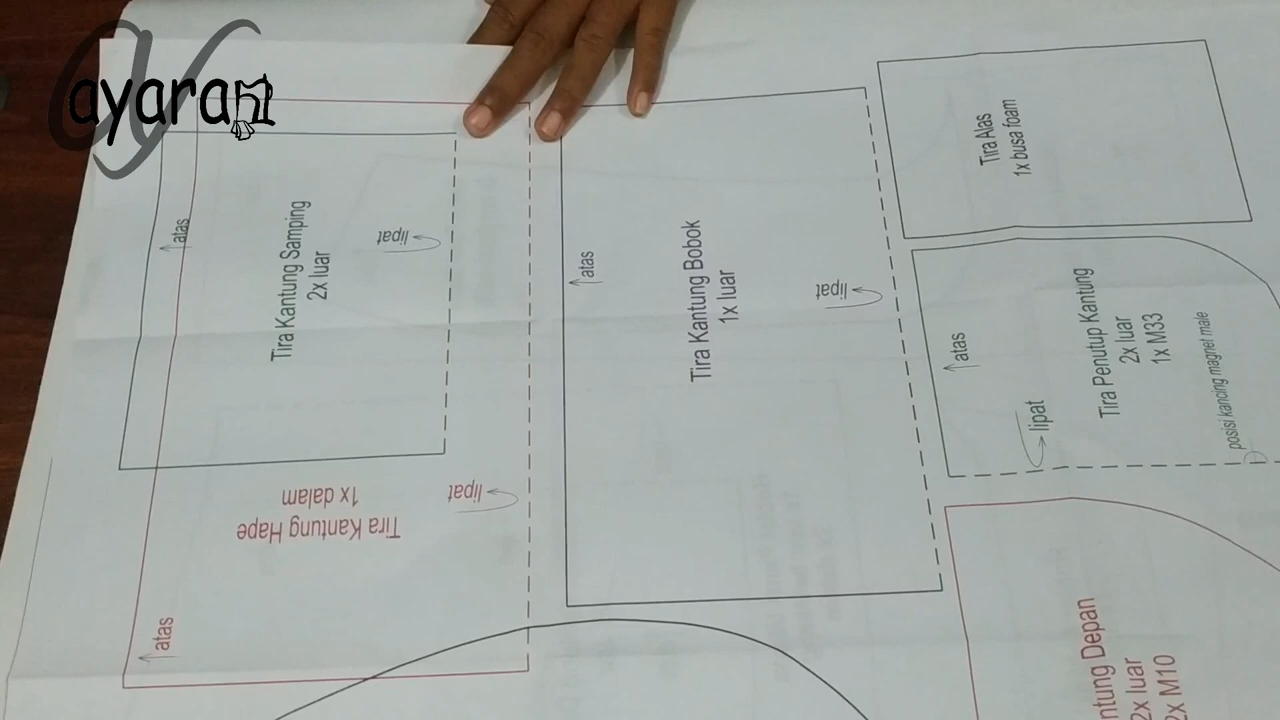 Yayarani
Tira Kantung Samping
2x luar
atas
lipat
Tira Kantung Hape
1x dalam
lipat
atas
Tira Kantung Bobok
1x luar
atas
lipat
Tira Alas
1x busa foam
Tira Penutup Kantung
2x luar
1x M33
atas
lipat
posisi kancing magnet male
ntung Depan
2x luar
2x M10